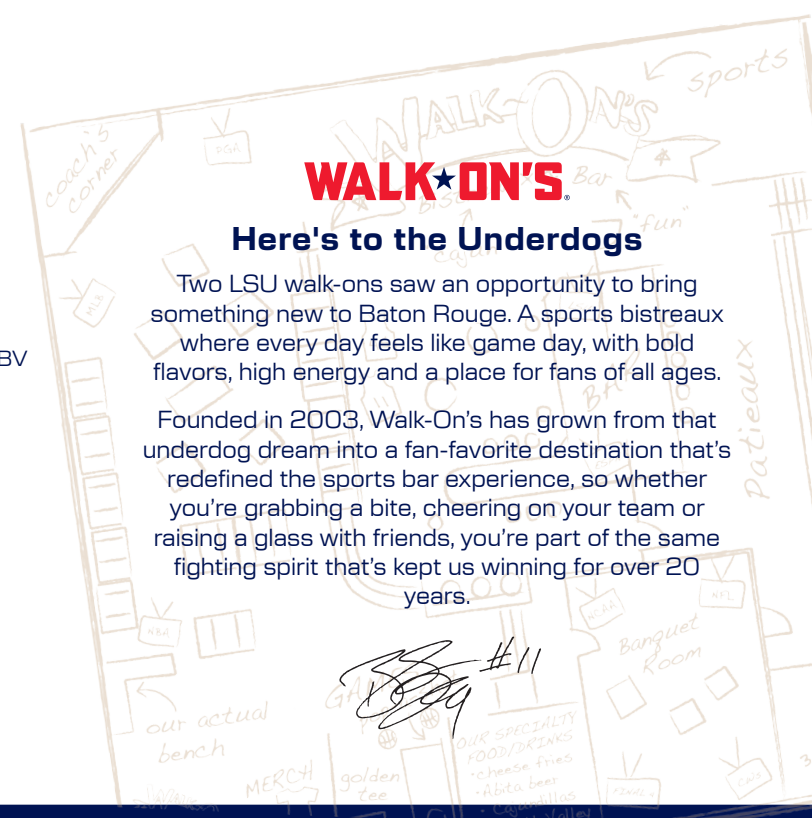 sports
WALK-ON'S
coach's
corner
PGA
WALK★ON'S®
Bar
"fun"
Here's to the Underdogs
Two LSU walk-ons saw an opportunity to bring
something new to Baton Rouge. A sports bistreaux
where every day feels like game day, with bold
flavors, high energy and a place for fans of all ages.
MLB
BV
BAR
Patieaux
Founded in 2003, Walk-On's has grown from that
underdog dream into a fan-favorite destination that's
redefined the sports bar experience, so whether
you're grabbing a bite, cheering on your team or
raising a glass with friends, you're part of the same
fighting spirit that's kept us winning for over 20
years.
NFL
NCAA
NBA
Banquet
Room
#11
our actual
bench
OUR SPECIALTY
FOOD/DRINKS
MERCH
golden
tee
·cheese fries
·Abita beer